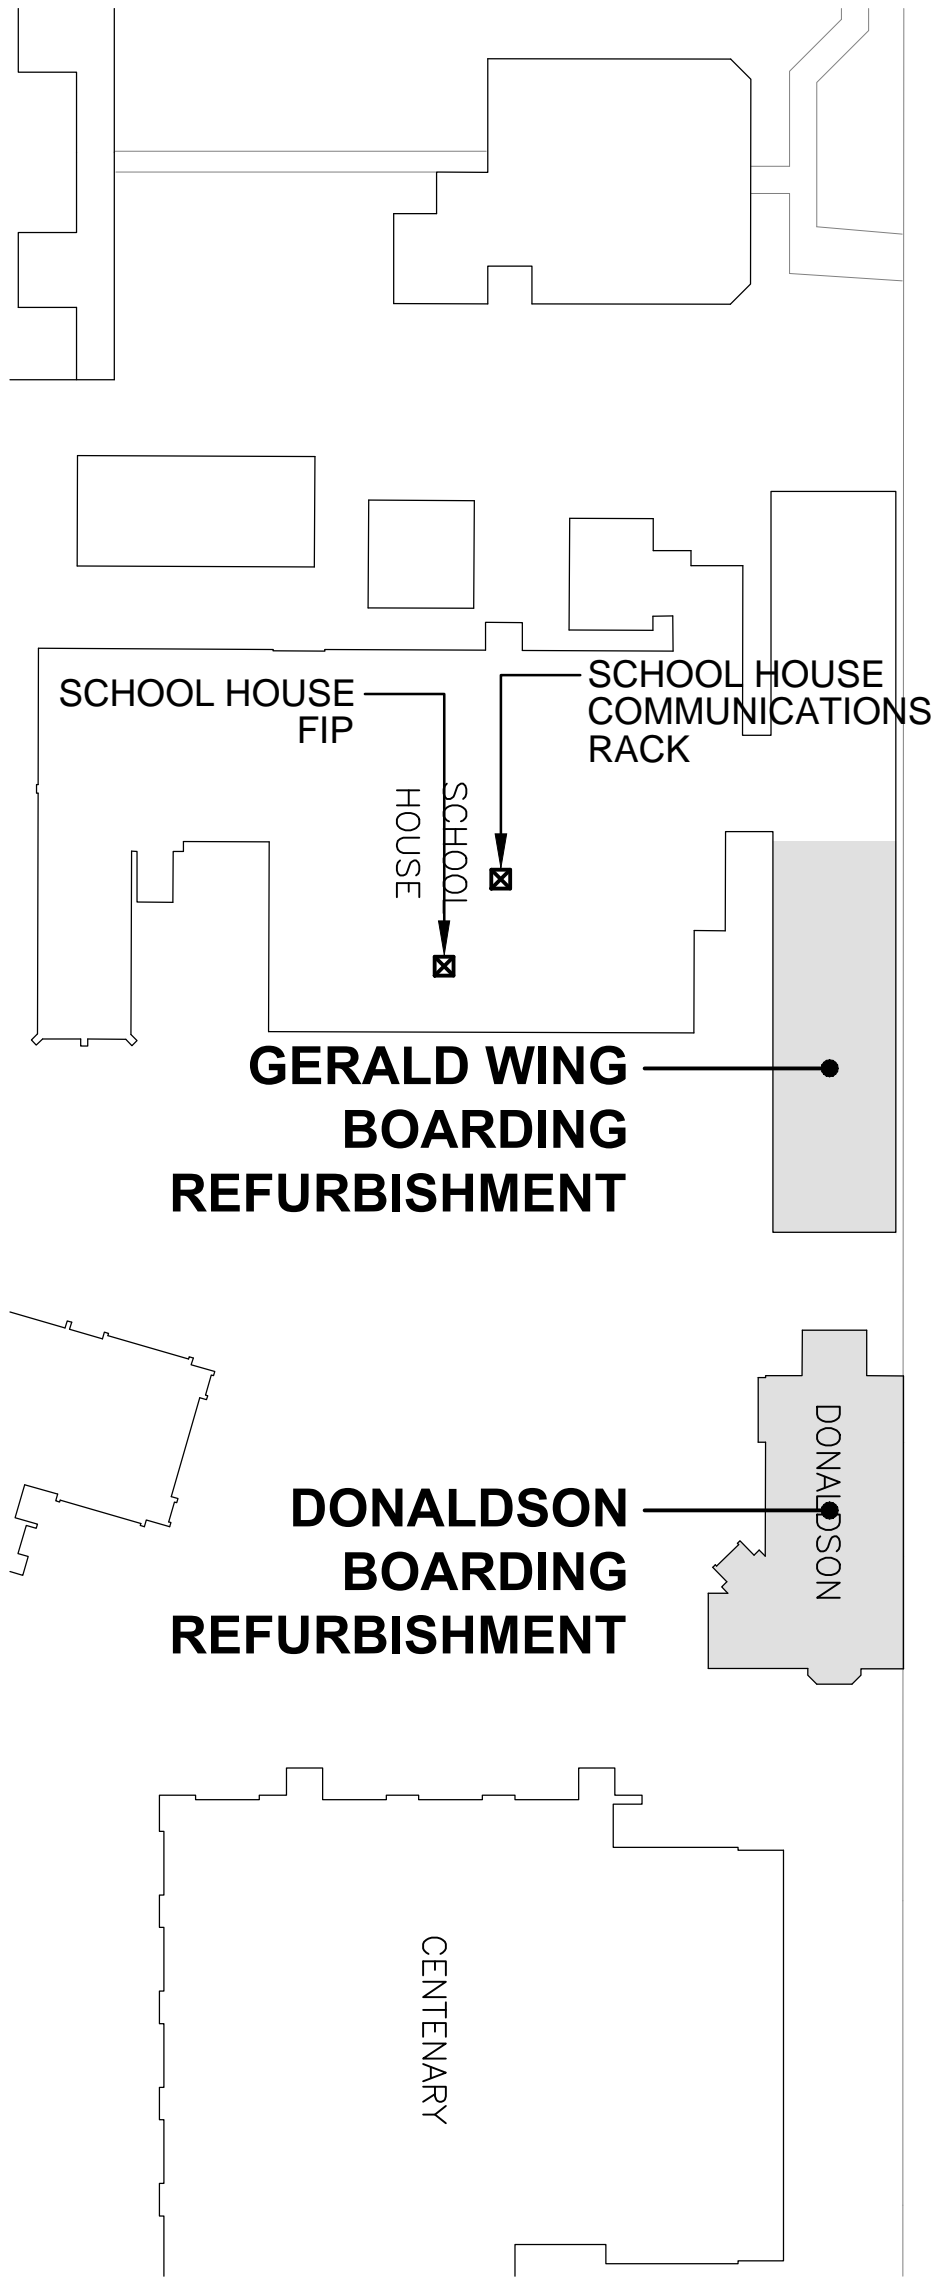 SCHOOL HOUSE
FIP
SCHOOL HOUSE
COMMUNICATIONS
RACK
SCHOOL
HOUSE
GERALD WING
BOARDING
REFURBISHMENT
DONALDSON
DONALDSON
BOARDING
REFURBISHMENT
CENTENARY